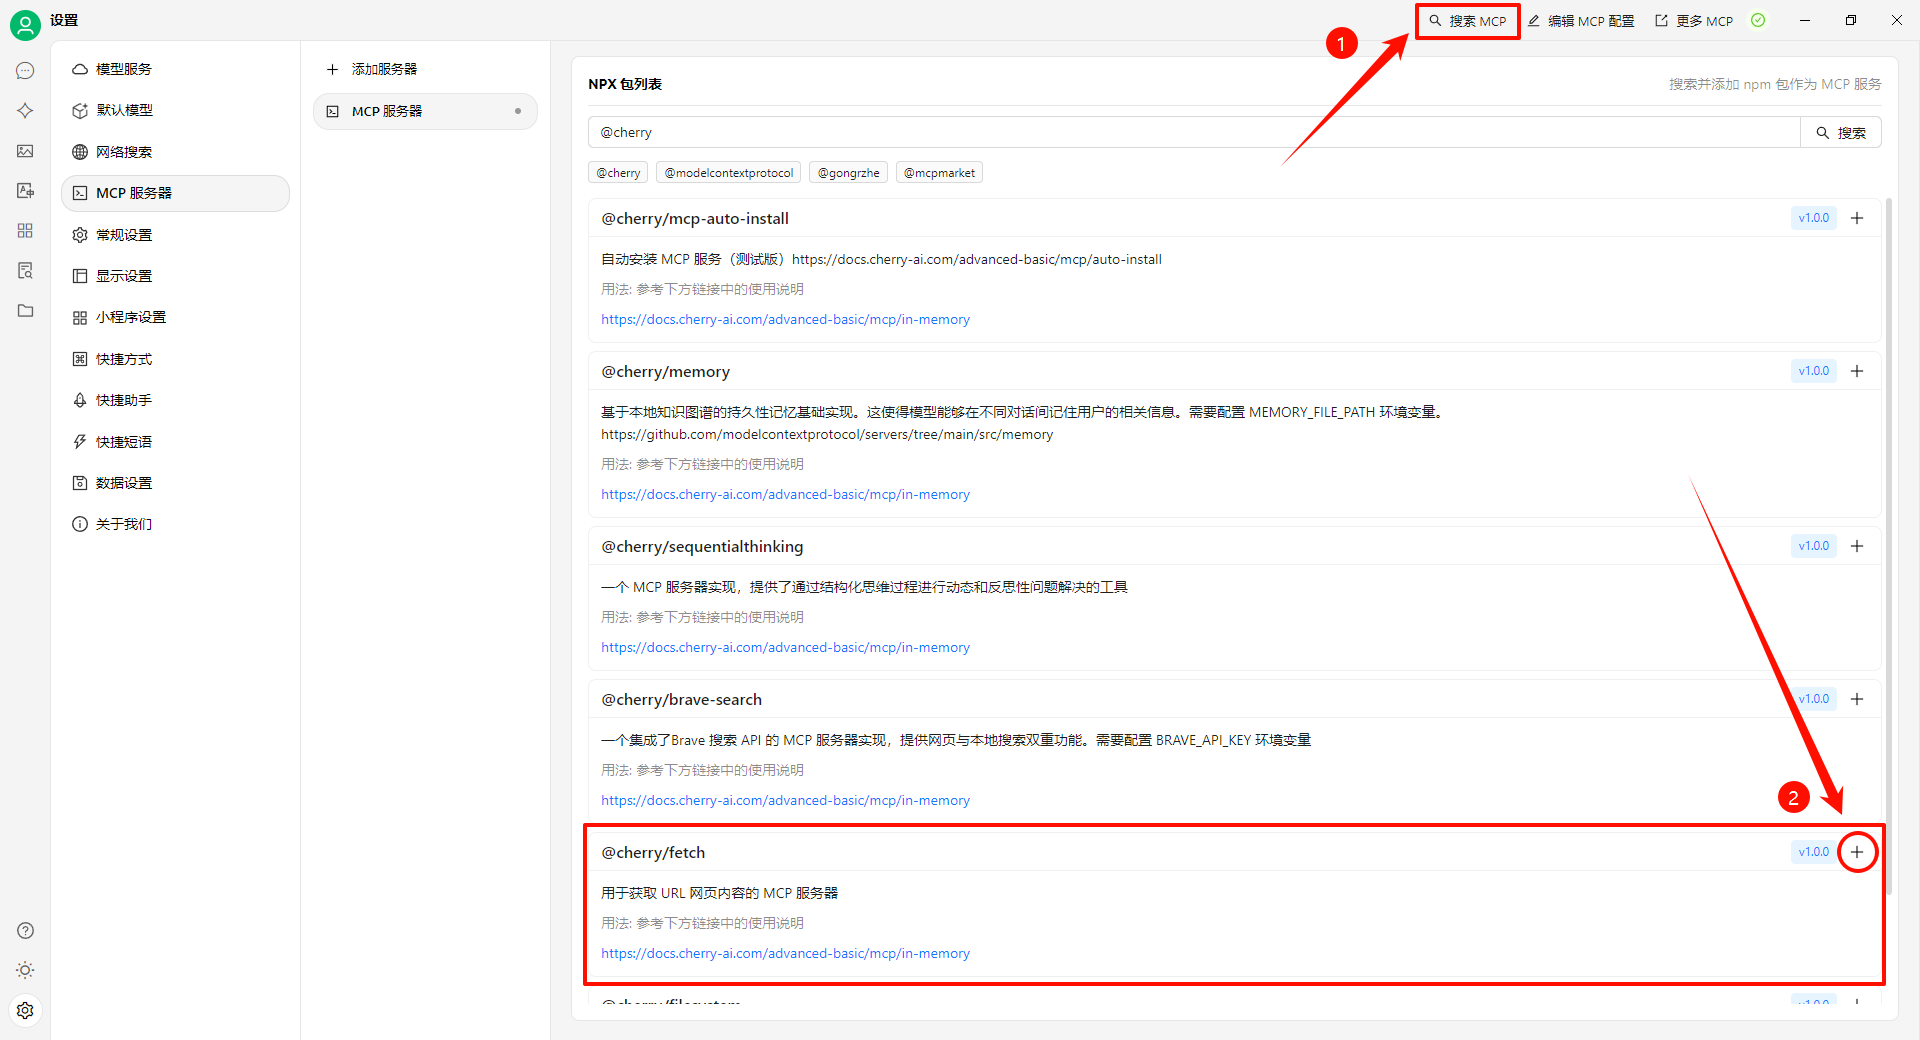 设置
搜索 MCP
编辑 MCP 配置
更多 MCP
1
模型服务
默认模型
网络搜索
MCP 服务器
常规设置
显示设置
小程序设置
快捷方式
快捷助手
快捷短语
数据设置
关于我们
添加服务器
MCP 服务器
NPX 包列表
搜索并添加 npm 包作为 MCP 服务
@cherry
搜索
@cherry
@modelcontextprotocol
@gongrzhe
@mcpmarket
@cherry/mcp-auto-install
v1.0.0
自动安装 MCP 服务（测试版）https://docs.cherry-ai.com/advanced-basic/mcp/auto-install
用法: 参考下方链接中的使用说明
https://docs.cherry-ai.com/advanced-basic/mcp/in-memory
@cherry/memory
v1.0.0
基于本地知识图谱的持久性记忆基础实现。这使得模型能够在不同对话间记住用户的相关信息。需要配置 MEMORY_FILE_PATH 环境变量。
https://github.com/modelcontextprotocol/servers/tree/main/src/memory
用法: 参考下方链接中的使用说明
https://docs.cherry-ai.com/advanced-basic/mcp/in-memory
@cherry/sequentialthinking
v1.0.0
一个 MCP 服务器实现，提供了通过结构化思维过程进行动态和反思性问题解决的工具
用法: 参考下方链接中的使用说明
https://docs.cherry-ai.com/advanced-basic/mcp/in-memory
@cherry/brave-search
v1.0.0
一个集成了Brave 搜索 API 的 MCP 服务器实现，提供网页与本地搜索双重功能。需要配置 BRAVE_API_KEY 环境变量
用法: 参考下方链接中的使用说明
https://docs.cherry-ai.com/advanced-basic/mcp/in-memory
2
@cherry/fetch
v1.0.0
用于获取 URL 网页内容的 MCP 服务器
用法: 参考下方链接中的使用说明
https://docs.cherry-ai.com/advanced-basic/mcp/in-memory
@cherry/filesystem
v1.0.0